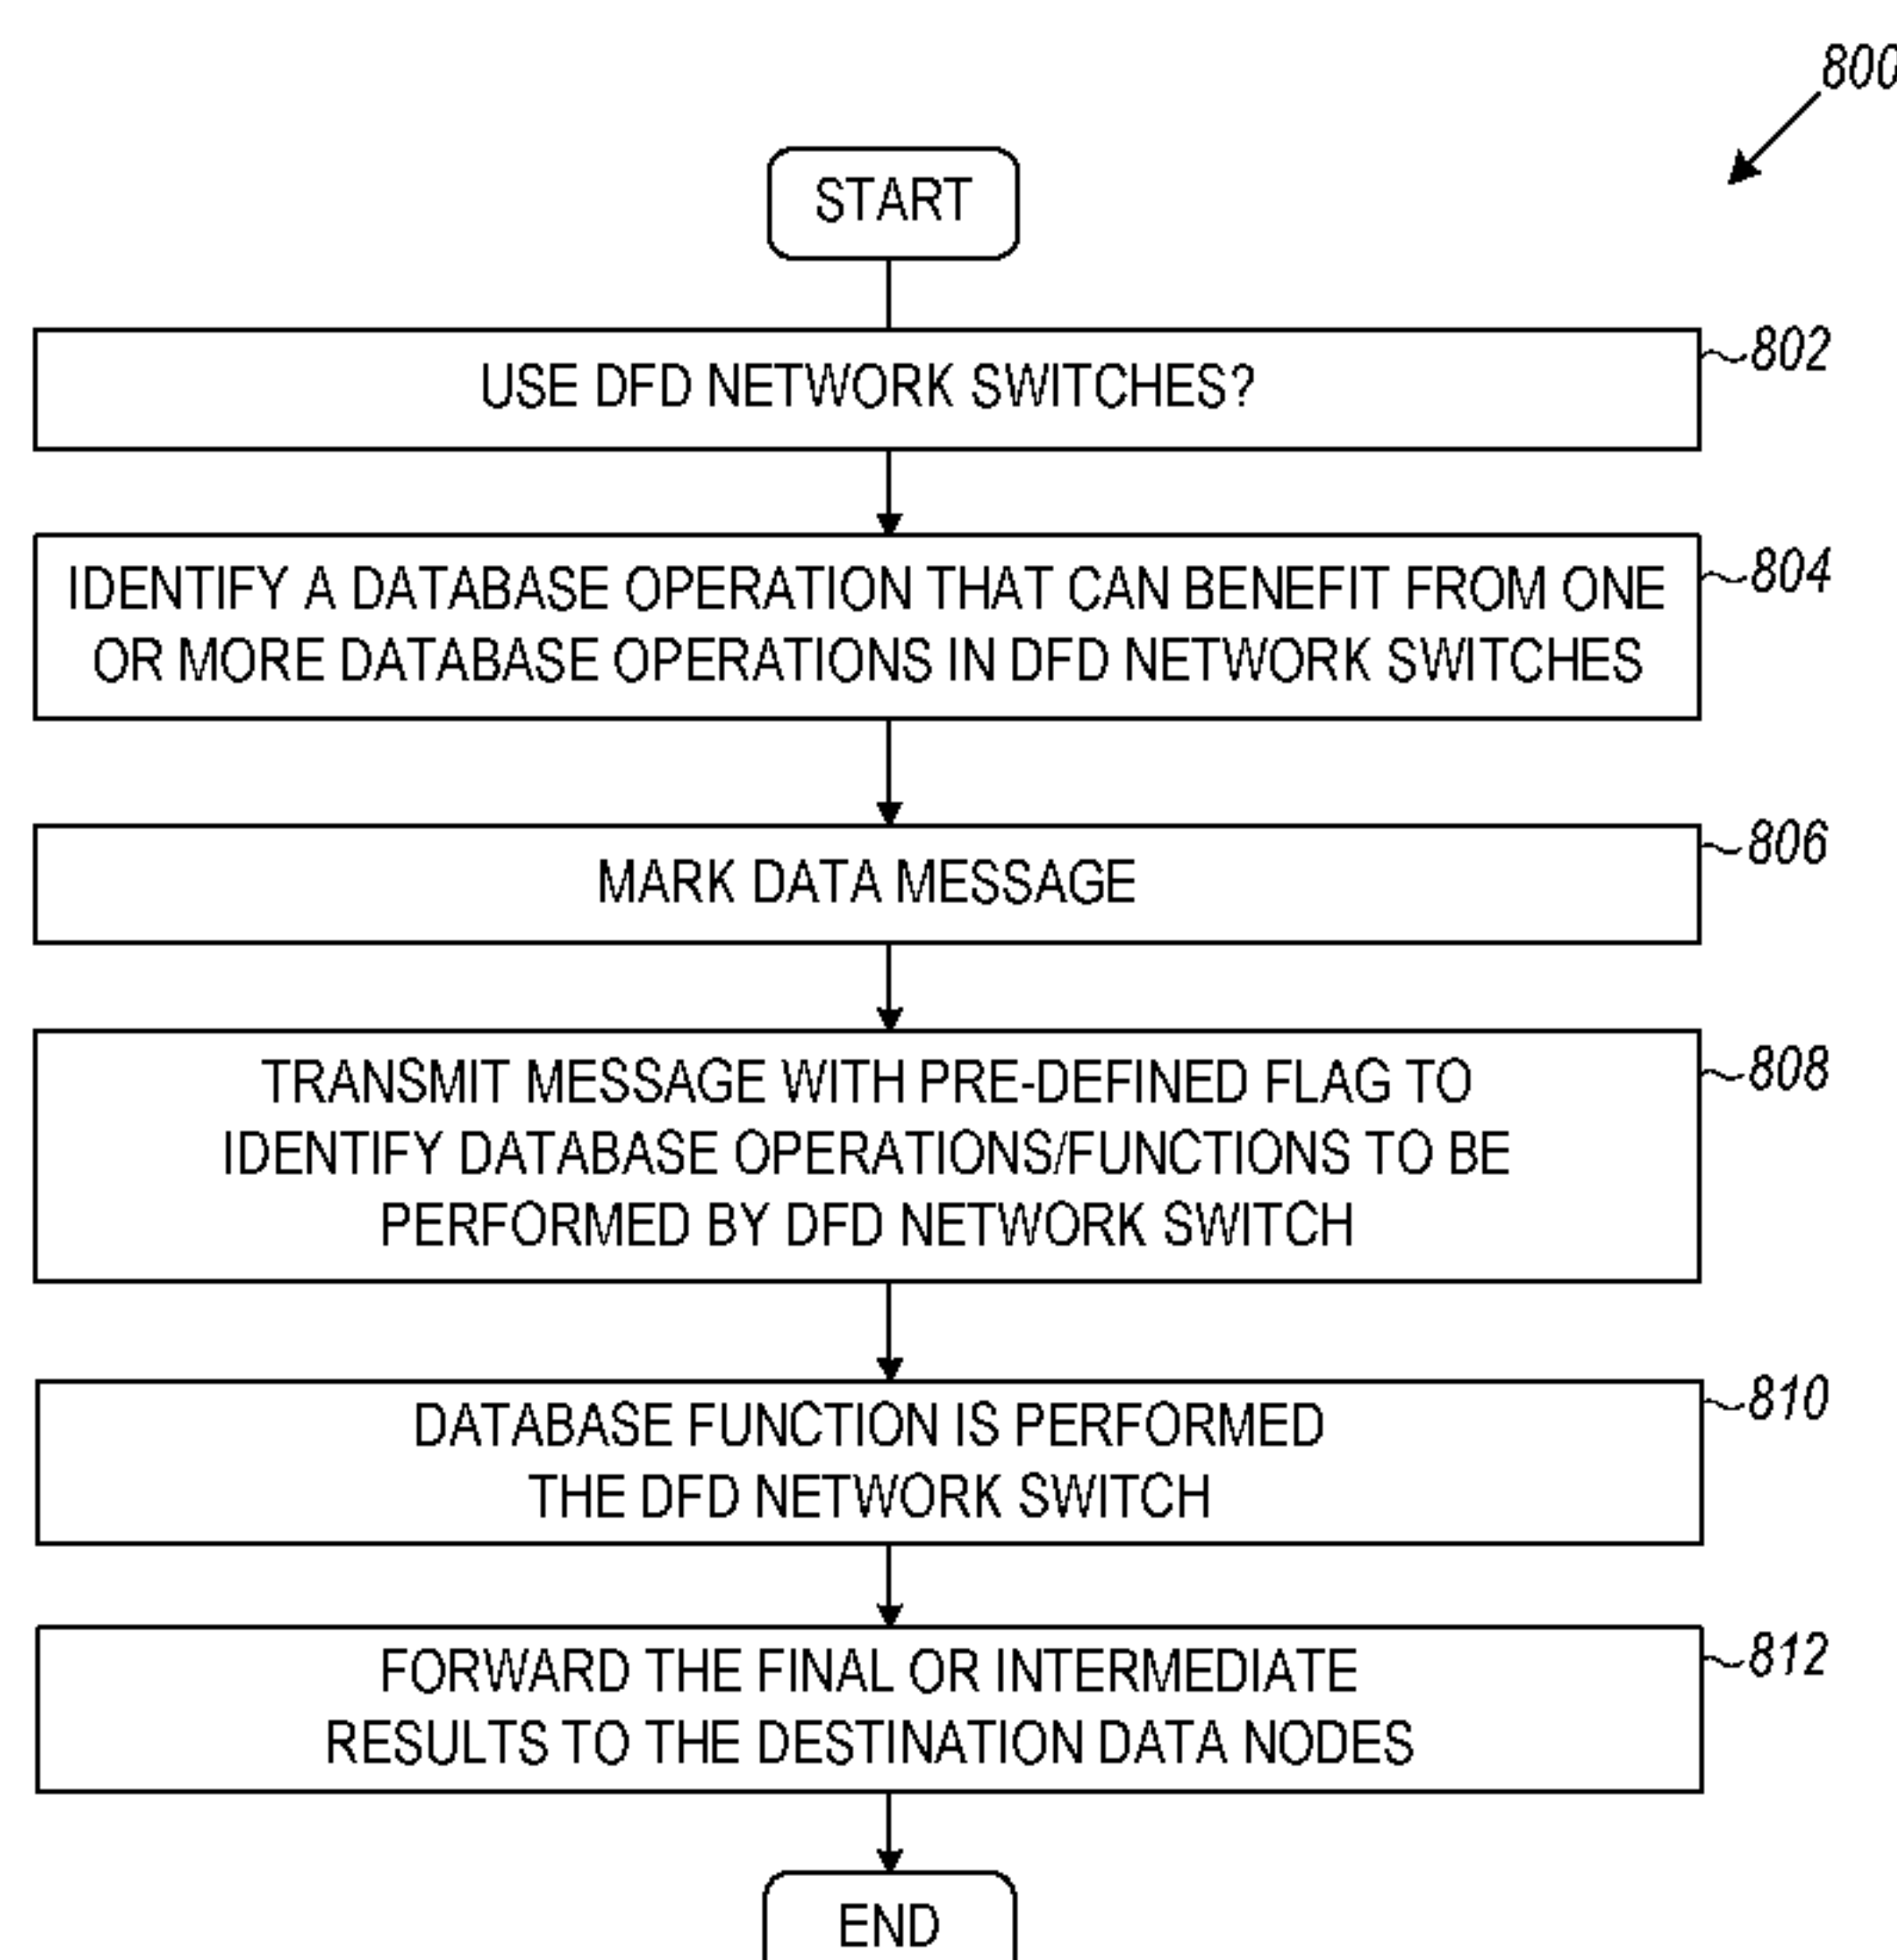 800
START
USE DFD NETWORK SWITCHES?
802
IDENTIFY A DATABASE OPERATION THAT CAN BENEFIT FROM ONE
OR MORE DATABASE OPERATIONS IN DFD NETWORK SWITCHES
804
MARK DATA MESSAGE
806
TRANSMIT MESSAGE WITH PRE-DEFINED FLAG TO
IDENTIFY DATABASE OPERATIONS/FUNCTIONS TO BE
PERFORMED BY DFD NETWORK SWITCH
808
DATABASE FUNCTION IS PERFORMED
THE DFD NETWORK SWITCH
810
FORWARD THE FINAL OR INTERMEDIATE
RESULTS TO THE DESTINATION DATA NODES
812
END